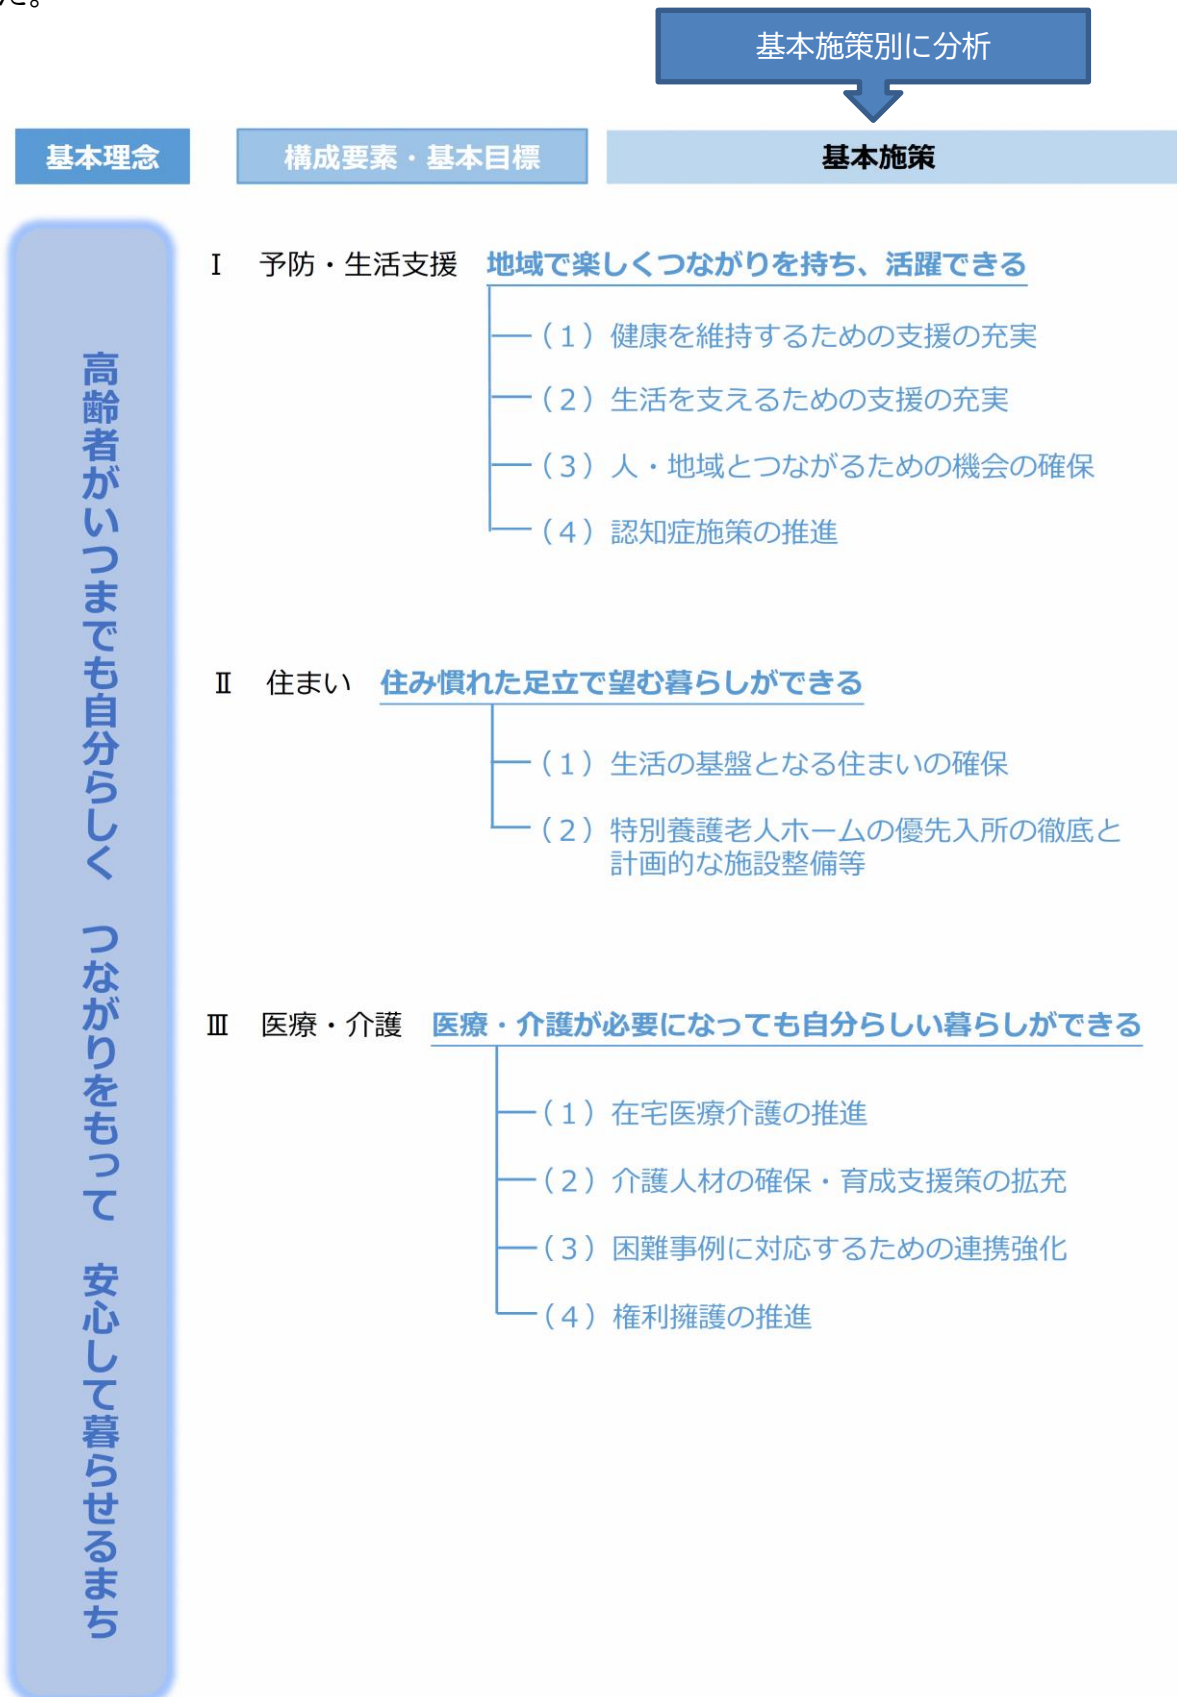 た。
基本施策別に分析
基本理念
構成要素・基本目標
基本施策
高齢者がいつまでも自分らしく つながりをもって 安心して暮らせるまち
Ⅰ 予防・生活支援 地域で楽しくつながりを持ち、活躍できる
（１）健康を維持するための支援の充実
（２）生活を支えるための支援の充実
（３）人・地域とつながるための機会の確保
（４）認知症施策の推進
Ⅱ 住まい 住み慣れた足立で望む暮らしができる
（１）生活の基盤となる住まいの確保
（２）特別養護老人ホームの優先入所の徹底と
計画的な施設整備等
Ⅲ 医療・介護 医療・介護が必要になっても自分らしい暮らしができる
（１）在宅医療介護の推進
（２）介護人材の確保・育成支援策の拡充
（３）困難事例に対応するための連携強化
（４）権利擁護の推進